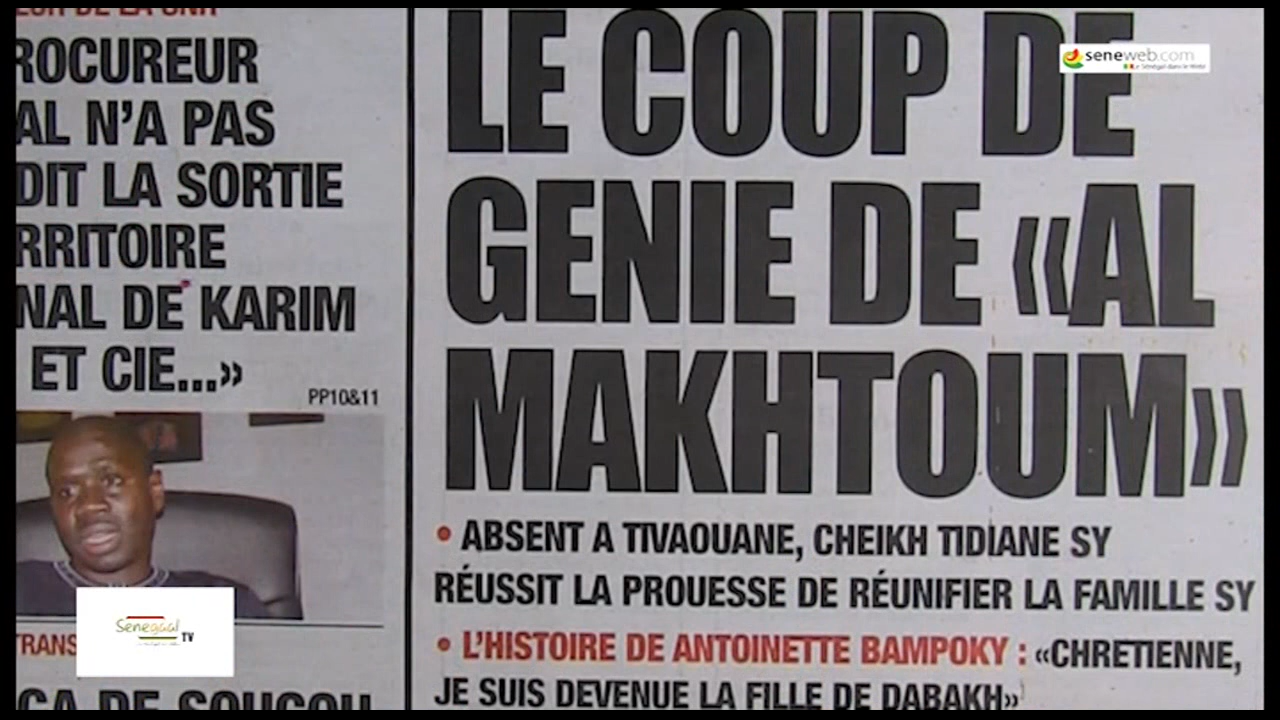 ROCUREUR
AL N'A PAS
DIT LA SORTIE
RRITOIRE
NAL DE KARIM
ET CIE...»
PP10&11
TRANS
LE COUP DE
GENIE DE «AL
MAKHTOUM»
• ABSENT A TIVAOUANE, CHEIKH TIDIANE SY
RÉUSSIT LA PROUESSE DE RÉUNIFIER LA FAMILLE SY
• L'HISTOIRE DE ANTOINETTE BAMPOKY : «CHRETIENNE,
JE SUIS DEVENUE LA FILLE DE DABAKH»
seneweb.com
Senegaal TV